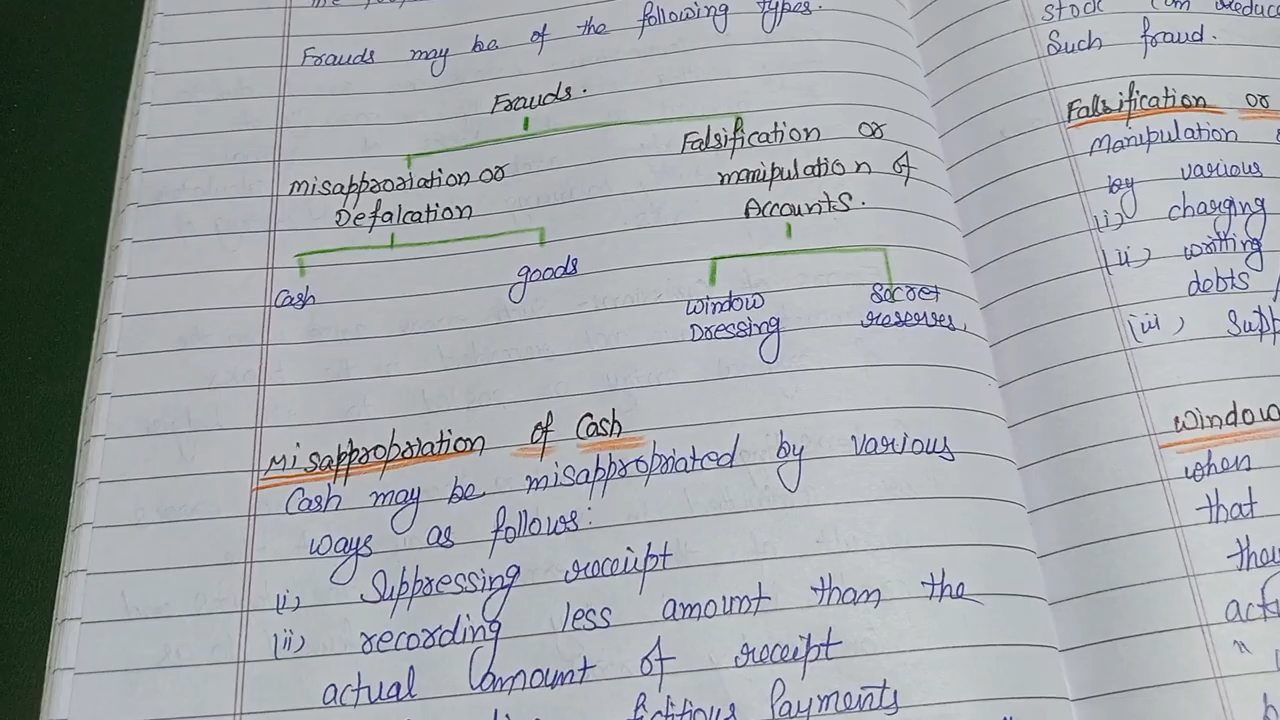 Frauds may be of the following types.
Frauds.
misapproriation or
Defalcation
Cash
goods
Falsification or
manipulation of
Accounts.
Window
Dressing
Secret
reserves,
Misappropriation of Cash
Cash may be misappropriated by various
ways as follows:
(i) Suppressing receipt
(ii) recording less amount than the
actual amount of receipt
fictitious Payments
stock
Such fraud.
Falsification or
Manipulation
by various
(i) charging
(ii) writting
debts
(iii)
Window
when
that